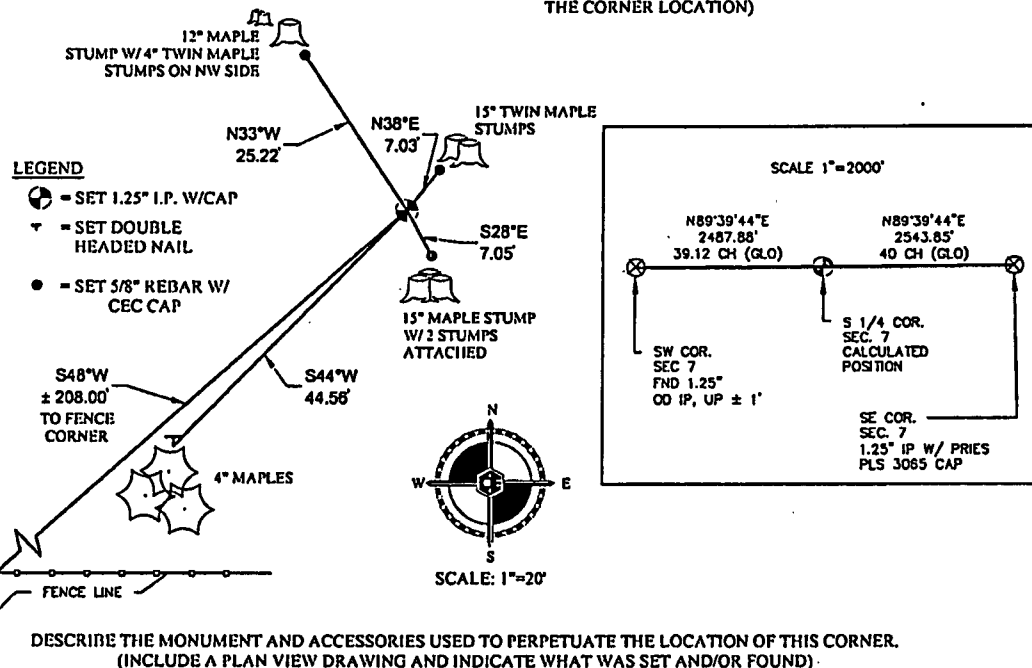 THE CORNER LOCATION)
12" MAPLE
STUMP W/ 4" TWIN MAPLE
STUMPS ON NW SIDE
N33°W
25.22'
N38°E
7.03'
15" TWIN MAPLE
STUMPS
LEGEND
= SET 1.25" I.P. W/CAP
= SET DOUBLE
HEADED NAIL
= SET 5/8" REBAR W/
CEC CAP
S28°E
7.05'
15" MAPLE STUMP
W/ 2 STUMPS
ATTACHED
S48°W
± 208.00'
TO FENCE
CORNER
S44°W
44.56'
4" MAPLES
N
W
E
S
SCALE: 1"=20'
FENCE LINE
SCALE 1"=2000'
N89°39'44"E
2487.88'
39.12 CH (GLO)
N89°39'44"E
2543.85'
40 CH (GLO)
SW COR.
SEC 7
FND 1.25"
OD IP, UP ± 1'
S 1/4 COR.
SEC. 7
CALCULATED
POSITION
SE COR.
SEC. 7
1.25" IP W/ PRIES
PLS 3065 CAP
DESCRIBE THE MONUMENT AND ACCESSORIES USED TO PERPETUATE THE LOCATION OF THIS CORNER.
(INCLUDE A PLAN VIEW DRAWING AND INDICATE WHAT WAS SET AND/OR FOUND)